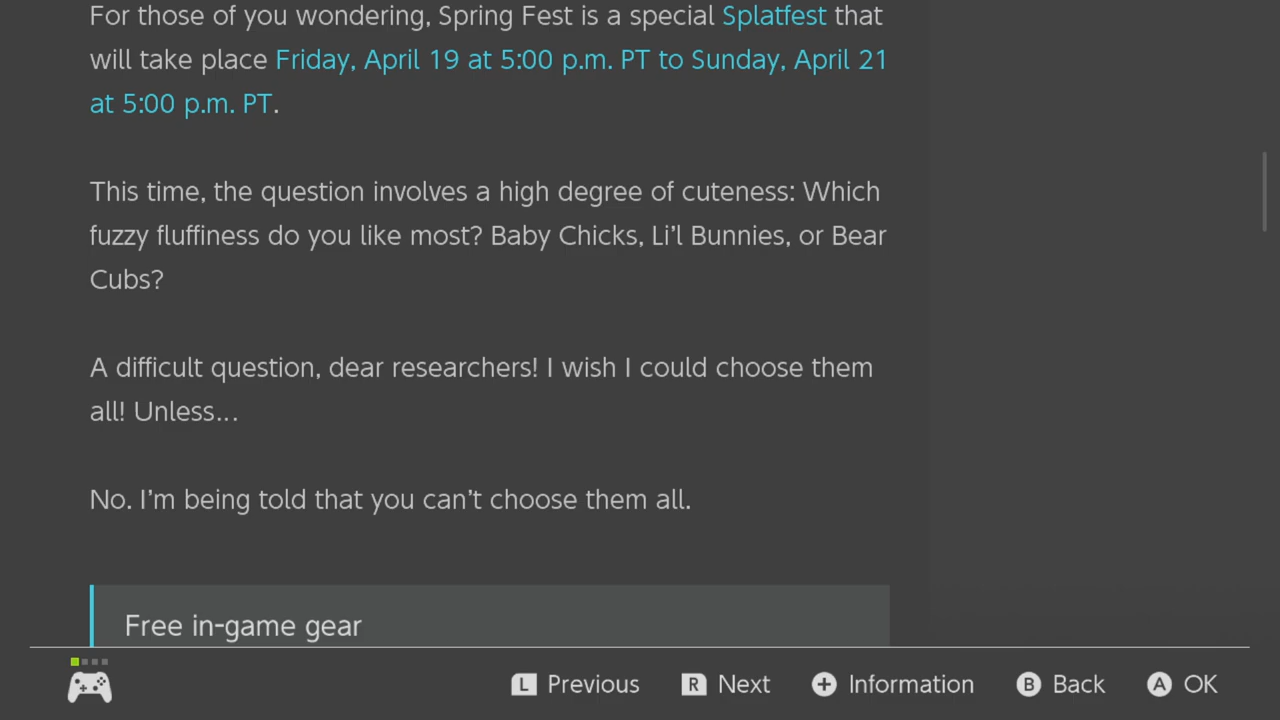 For those of you wondering, Spring Fest is a special Splatfest that
will take place Friday, April 19 at 5:00 p.m. PT to Sunday, April 21
at 5:00 p.m. PT.
This time, the question involves a high degree of cuteness: Which
fuzzy fluffiness do you like most? Baby Chicks, Li’l Bunnies, or Bear
Cubs?
A difficult question, dear researchers! I wish I could choose them
all! Unless…
No. I’m being told that you can’t choose them all.
Free in-game gear
L Previous R Next + Information B Back A OK